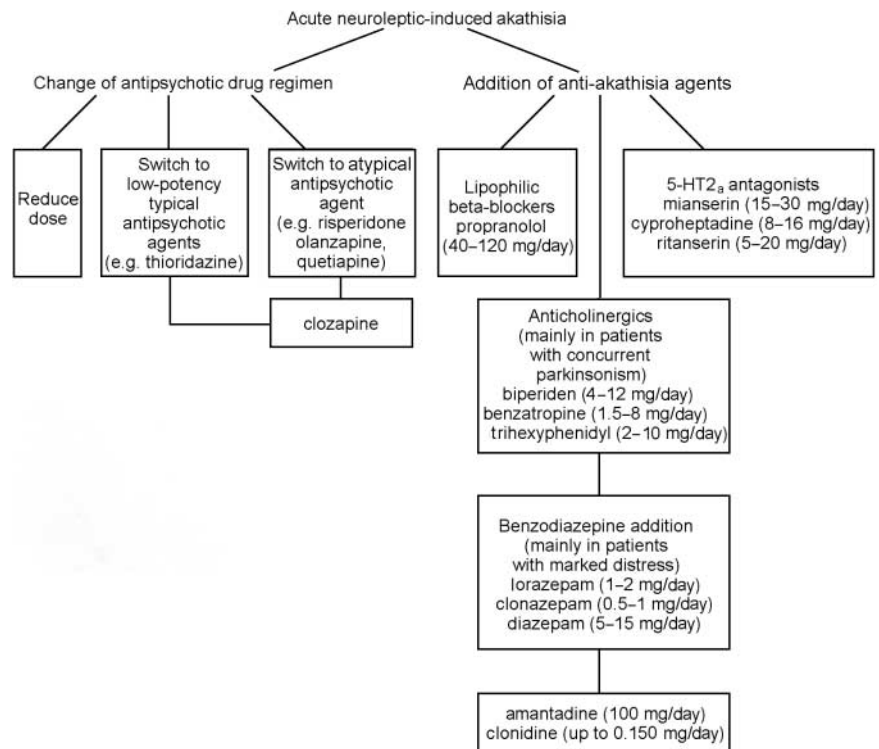 Acute neuroleptic-induced akathisia
Change of antipsychotic drug regimen
Addition of anti-akathisia agents
Reduce
dose
Switch to
low-potency
typical
antipsychotic
agents
(e.g. thioridazine)
Switch to atypical
antipsychotic
agent
(e.g. risperidone
olanzapine,
quetiapine)
clozapine
Lipophilic
beta-blockers
propranolol
(40–120 mg/day)
5-HT2a antagonists
mianserin (15–30 mg/day)
cyproheptadine (8–16 mg/day)
ritanserin (5–20 mg/day)
Anticholinergics
(mainly in patients
with concurrent
parkinsonism)
biperiden (4–12 mg/day)
benzatropine (1.5–8 mg/day)
trihexyphenidyl (2–10 mg/day)
Benzodiazepine addition
(mainly in patients
with marked distress)
lorazepam (1–2 mg/day)
clonazepam (0.5–1 mg/day)
diazepam (5–15 mg/day)
amantadine (100 mg/day)
clonidine (up to 0.150 mg/day)